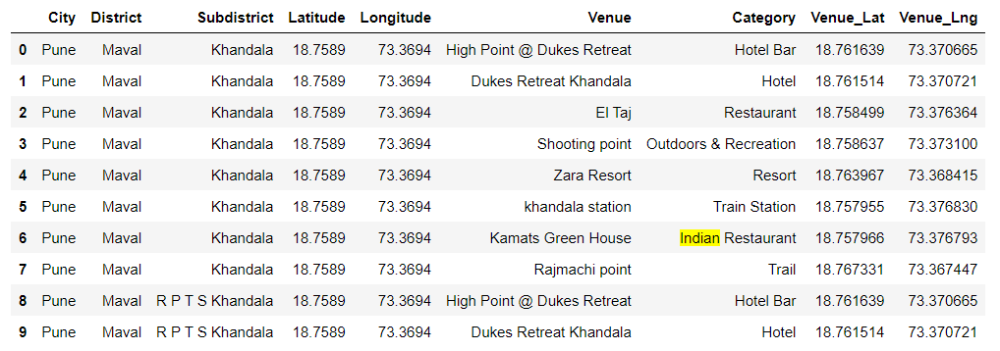 City District Subdistrict Latitude Longitude Venue Category Venue_Lat Venue_Lng
0 Pune Maval Khandala 18.7589 73.3694 High Point @ Dukes Retreat Hotel Bar 18.761639 73.370665
1 Pune Maval Khandala 18.7589 73.3694 Dukes Retreat Khandala Hotel 18.761514 73.370721
2 Pune Maval Khandala 18.7589 73.3694 El Taj Restaurant 18.758499 73.376364
3 Pune Maval Khandala 18.7589 73.3694 Shooting point Outdoors & Recreation 18.758637 73.373100
4 Pune Maval Khandala 18.7589 73.3694 Zara Resort Resort 18.763967 73.368415
5 Pune Maval Khandala 18.7589 73.3694 khandala station Train Station 18.757955 73.376830
6 Pune Maval Khandala 18.7589 73.3694 Kamats Green House Indian Restaurant 18.757966 73.376793
7 Pune Maval Khandala 18.7589 73.3694 Rajmachi point Trail 18.767331 73.367447
8 Pune Maval R P T S Khandala 18.7589 73.3694 High Point @ Dukes Retreat Hotel Bar 18.761639 73.370665
9 Pune Maval R P T S Khandala 18.7589 73.3694 Dukes Retreat Khandala Hotel 18.761514 73.370721